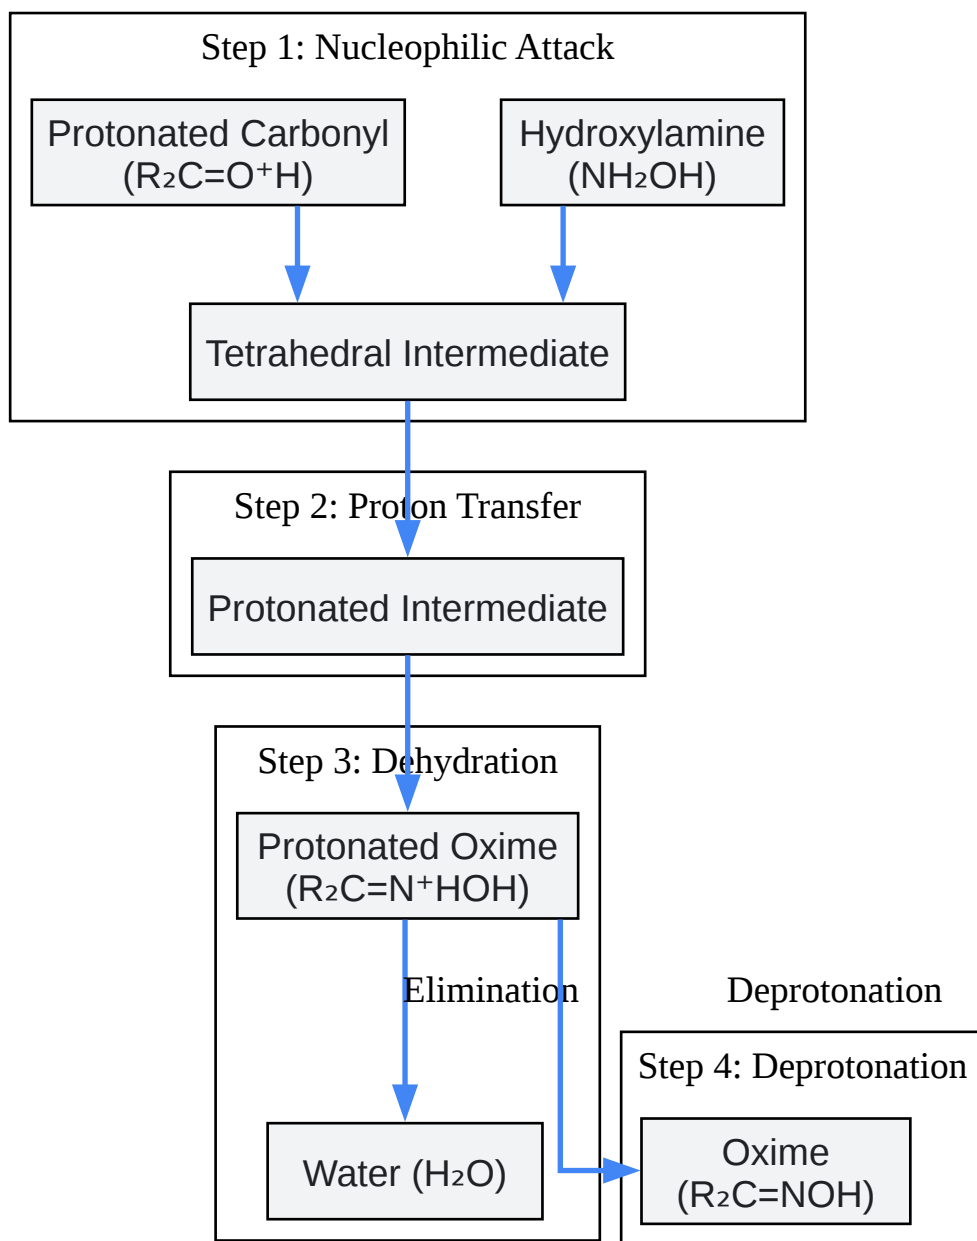 Step 1: Nucleophilic Attack
Protonated Carbonyl
(R₂C=O⁺H)
Hydroxylamine
(NH₂OH)
Tetrahedral Intermediate
Step 2: Proton Transfer
Protonated Intermediate
Step 3: Dehydration
Protonated Oxime
(R₂C=N⁺HOH)
Elimination
Deprotonation
Step 4: Deprotonation
Water (H₂O)
Oxime
(R₂C=NOH)